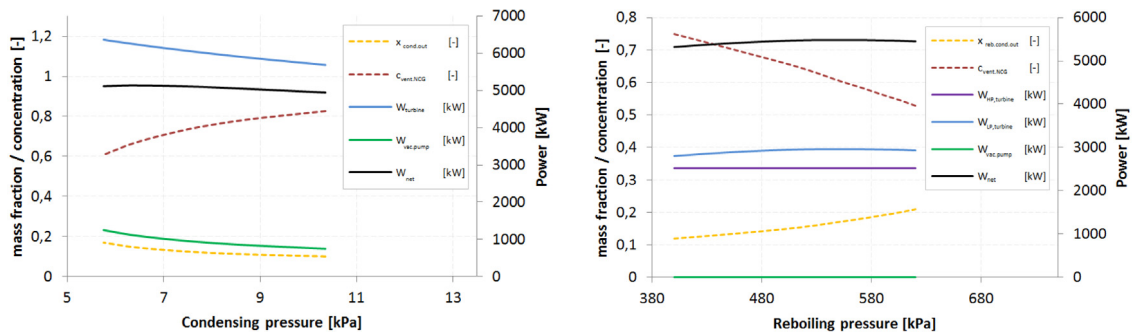 mass fraction / concentration [-]
1,2
1
0,8
0,6
0,4
0,2
0
7000
6000
5000
4000
3000
2000
1000
0
Power [kW]
x cond.out [-]
c vent.NCG [-]
W turbine [kW]
W vac.pump [kW]
W net [kW]
5 7 9 11 13
Condensing pressure [kPa]
mass fraction / concentration [-]
0,8
0,7
0,6
0,5
0,4
0,3
0,2
0,1
0
6000
5000
4000
3000
2000
1000
0
Power [kW]
x reb.cond.out [-]
c vent.NCG [-]
W HP,turbine [kW]
W LP,turbine [kW]
W vac.pump [kW]
W net [kW]
380 480 580 680
Reboiling pressure [kPa]